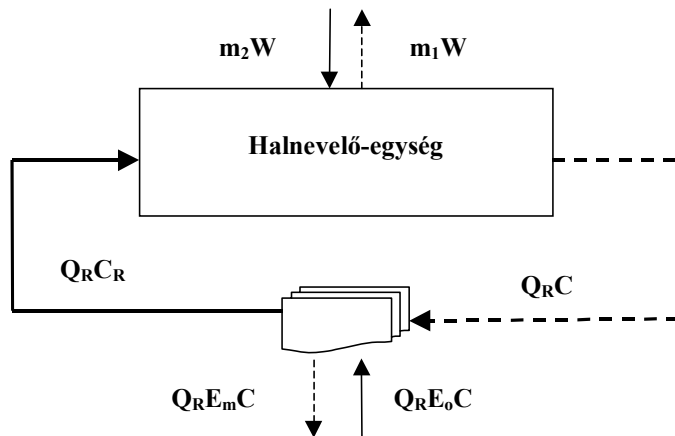 m₂W m₁W
Halnevelő-egység
QᴿCᴿ QᴿC
QᴿEₘC QᴿEₒC